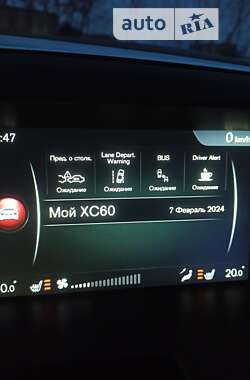 auto RIA
:47
0 km/h
Пред. о столк. Lane Depart. Warning BLIS Driver Alert
Ожидание Ожидание Ожидание Ожидание
Мой XC60 7 Февраль 2024
0.0° 20.0°